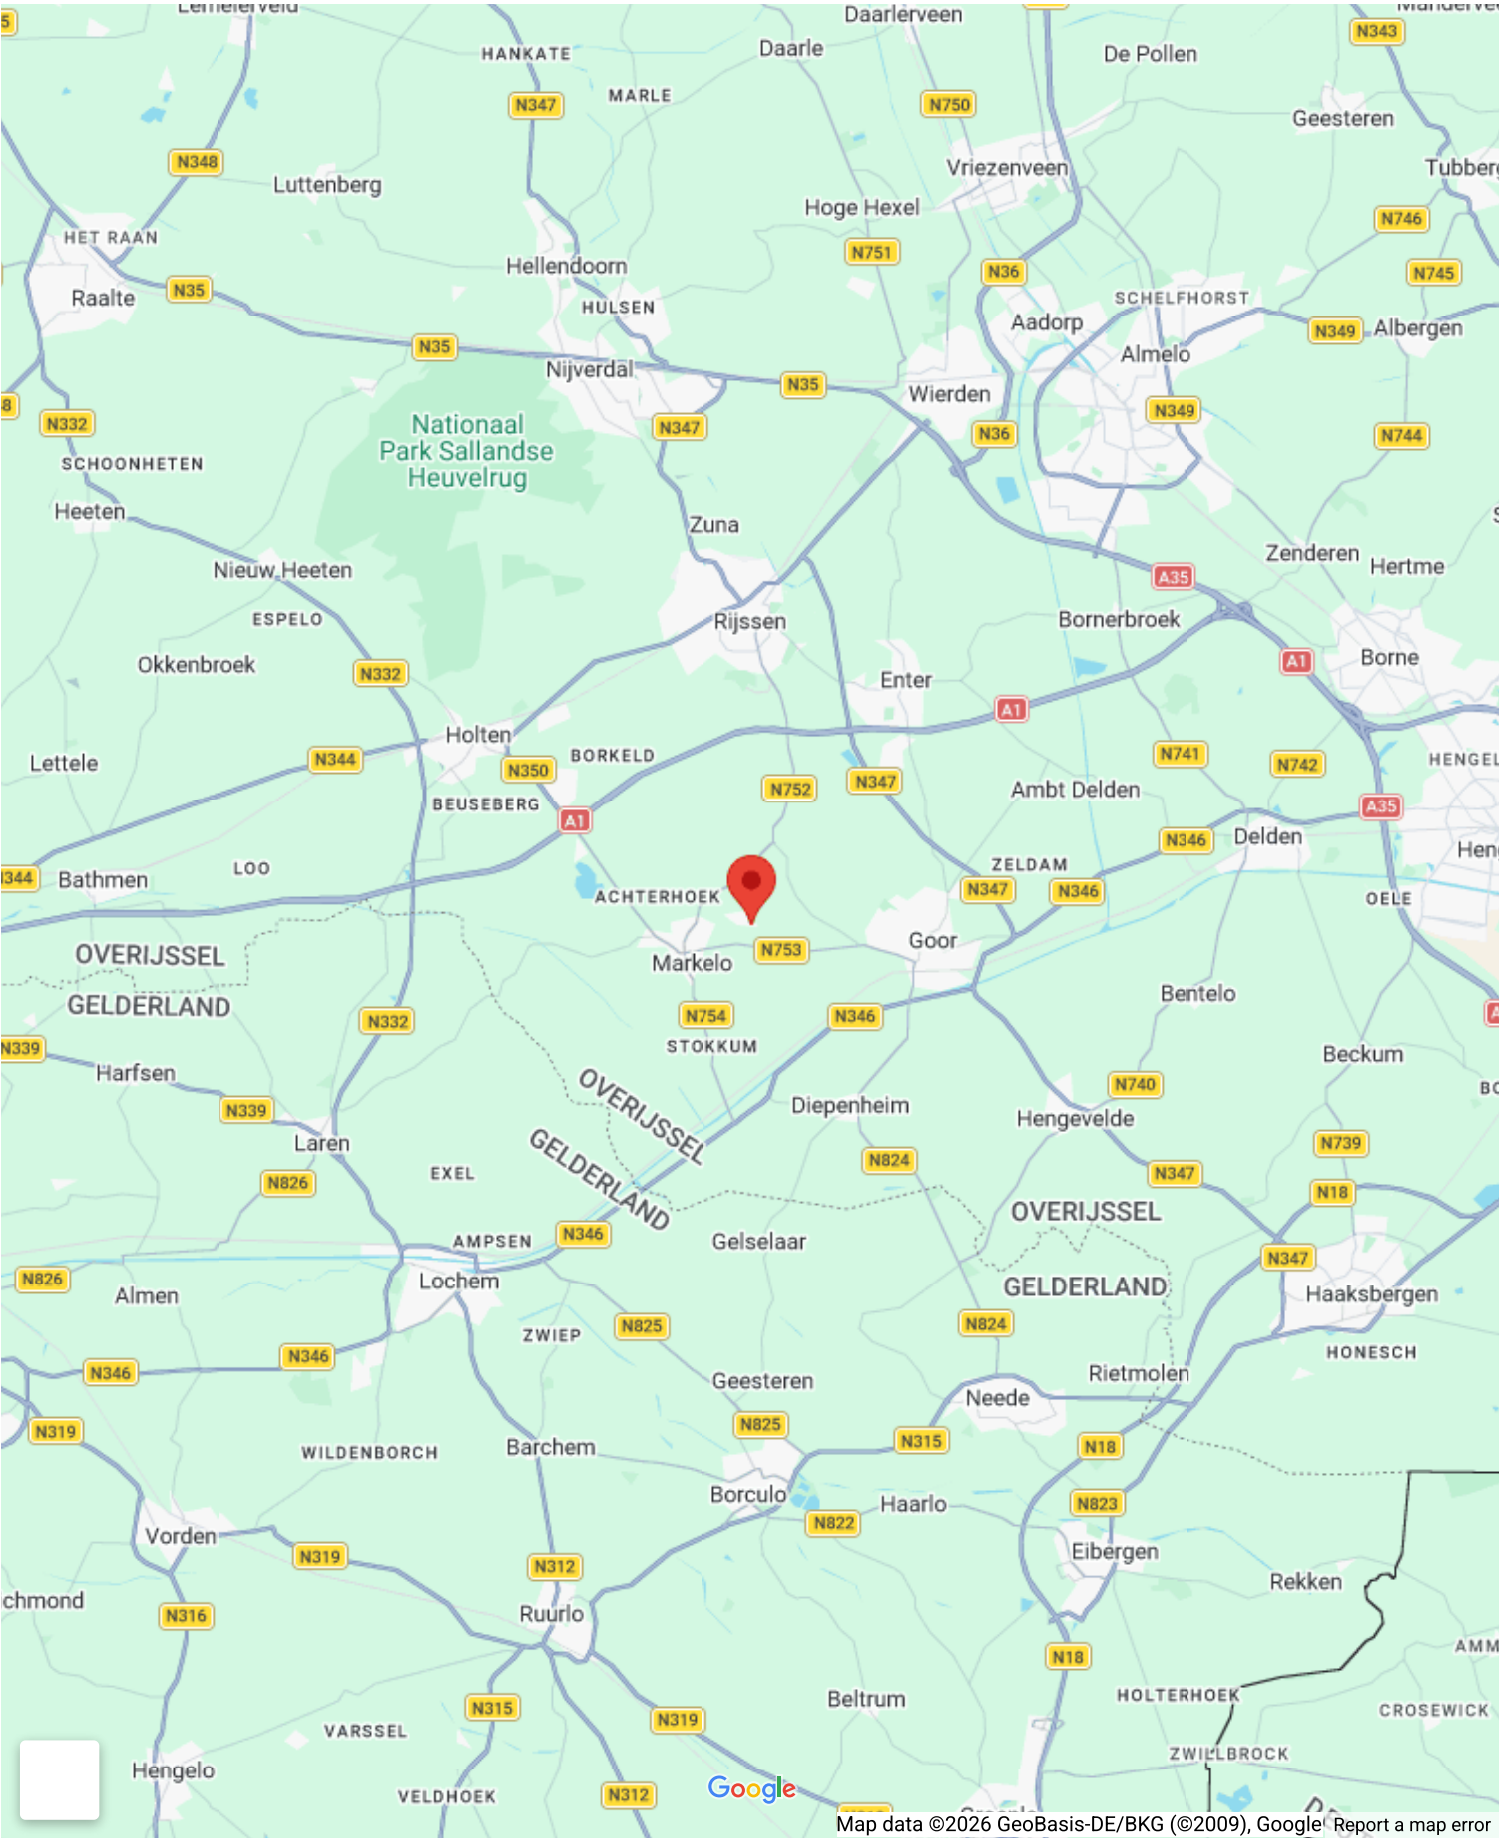 Lemelerveld
Daarlerveen
N343
HANKATE
Daarle
De Pollen
MARLE
N347
N750
Geesteren
N348
Vriezenveen
Luttenberg
Hoge Hexel
N746
HET RAAN
N751
Hellendoorn
N36
N745
N35
Raalte
SCHELFHORST
HULSEN
Aadorp
N349
Albergen
N35
Almelo
Nijverdal
N35
Wierden
N349
N332
Nationaal
Park Sallandse
Heuvelrug
N347
N36
N744
SCHOONHETEN
Heeten
Zuna
Zenderen
Hertme
Nieuw Heeten
A35
ESPELO
Rijssen
Bornerbroek
Okkenbroek
N332
Enter
A1
Borne
A1
Holten
Lettele
N344
N350
BORKELD
N741
N742
N752
N347
Ambt Delden
BEUSEBERG
A1
A35
N346
Delden
LOO
ZELDAM
Bathmen
ACHTERHOEK
N347
N346
OELE
OVERIJSSEL
N753
Goor
Markelo
GELDERLAND
Bentelo
N332
N754
N346
N339
STOKKUM
Beckum
Harfsen
OVERIJSSEL
N740
N339
Diepenheim
Hengevelde
Laren
GELDERLAND
N739
EXEL
N824
N347
N826
N18
OVERIJSSEL
AMPSEN
N346
Gelselaar
N347
N826
Lochem
GELDERLAND
Almen
Haaksbergen
ZWIEP
N825
N824
N346
N346
HONESCH
Geesteren
Rietmolen
Neede
N319
N825
N315
N18
WILDENBORCH
Barchem
Borculo
Haarlo
N823
N822
Vorden
N319
N312
Eibergen
Rekken
N316
Ruurlo
N18
Beltrum
HOLTERHOEK
N315
N319
CROSEWICK
VARSSEL
ZWILLBROCK
Hengelo
VELDHOEK
N312
Google
Map data ©2026 GeoBasis-DE/BKG (©2009), Google Report a map error